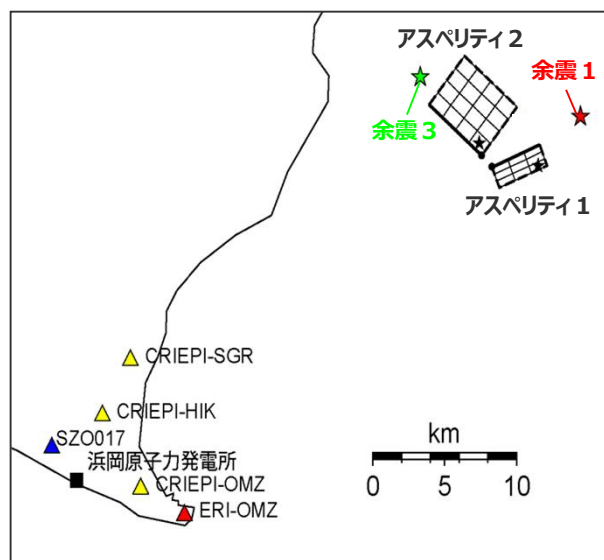 アスペリティ２
余震１
余震３
アスペリティ１
CRIEPI-SGR
CRIEPI-HIK
SZO017
浜岡原子力発電所
CRIEPI-OMZ
ERI-OMZ
km
0 5 10